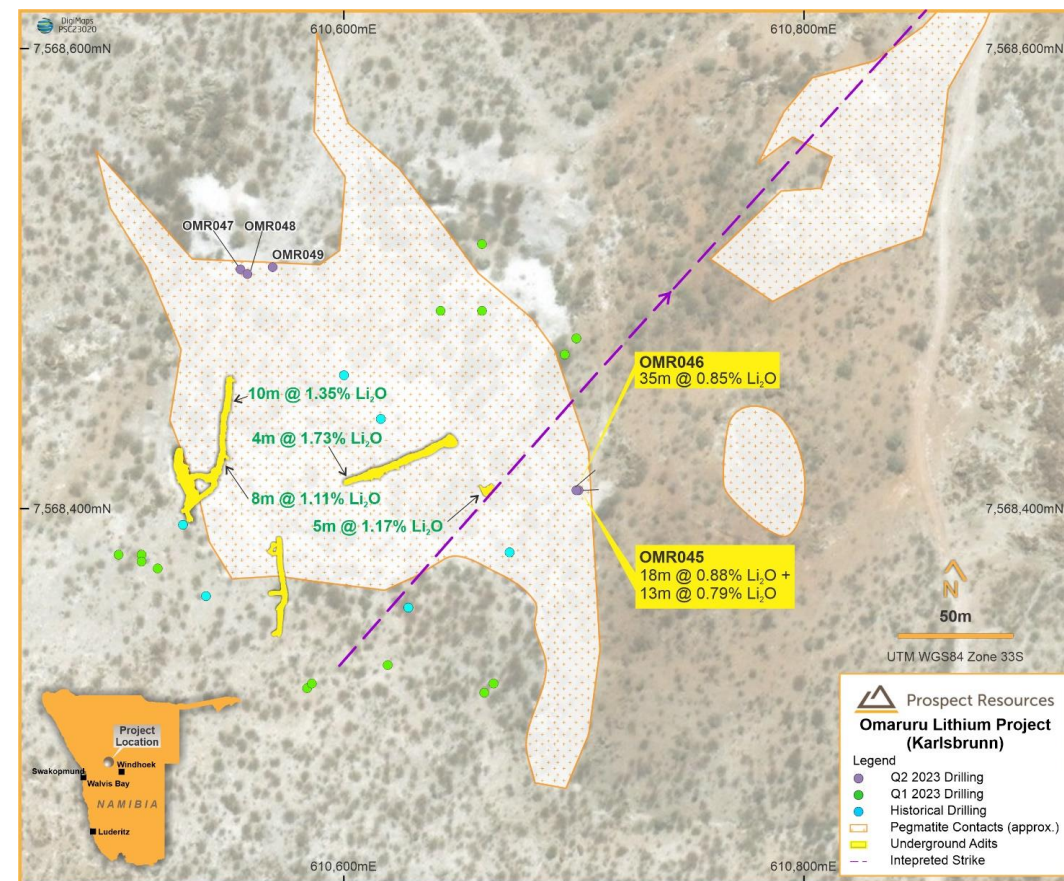 DigiMaps
PSC23020
610,600mE
610,800mE
7,568,600mN
7,568,600mN
OMR047
OMR048
OMR049
OMR046
35m @ 0.85% Li₂O
10m @ 1.35% Li₂O
4m @ 1.73% Li₂O
8m @ 1.11% Li₂O
5m @ 1.17% Li₂O
7,568,400mN
7,568,400mN
OMR045
18m @ 0.88% Li₂O +
13m @ 0.79% Li₂O
N
50m
UTM WGS84 Zone 33S
Project
Location
Windhoek
Swakopmund
Walvis Bay
NAMIBIA
Luderitz
Prospect Resources
Omaruru Lithium Project
(Karlsbrunn)
Legend
Q2 2023 Drilling
Q1 2023 Drilling
Historical Drilling
Pegmatite Contacts (approx.)
Underground Adits
Intepreted Strike
610,600mE
610,800mE